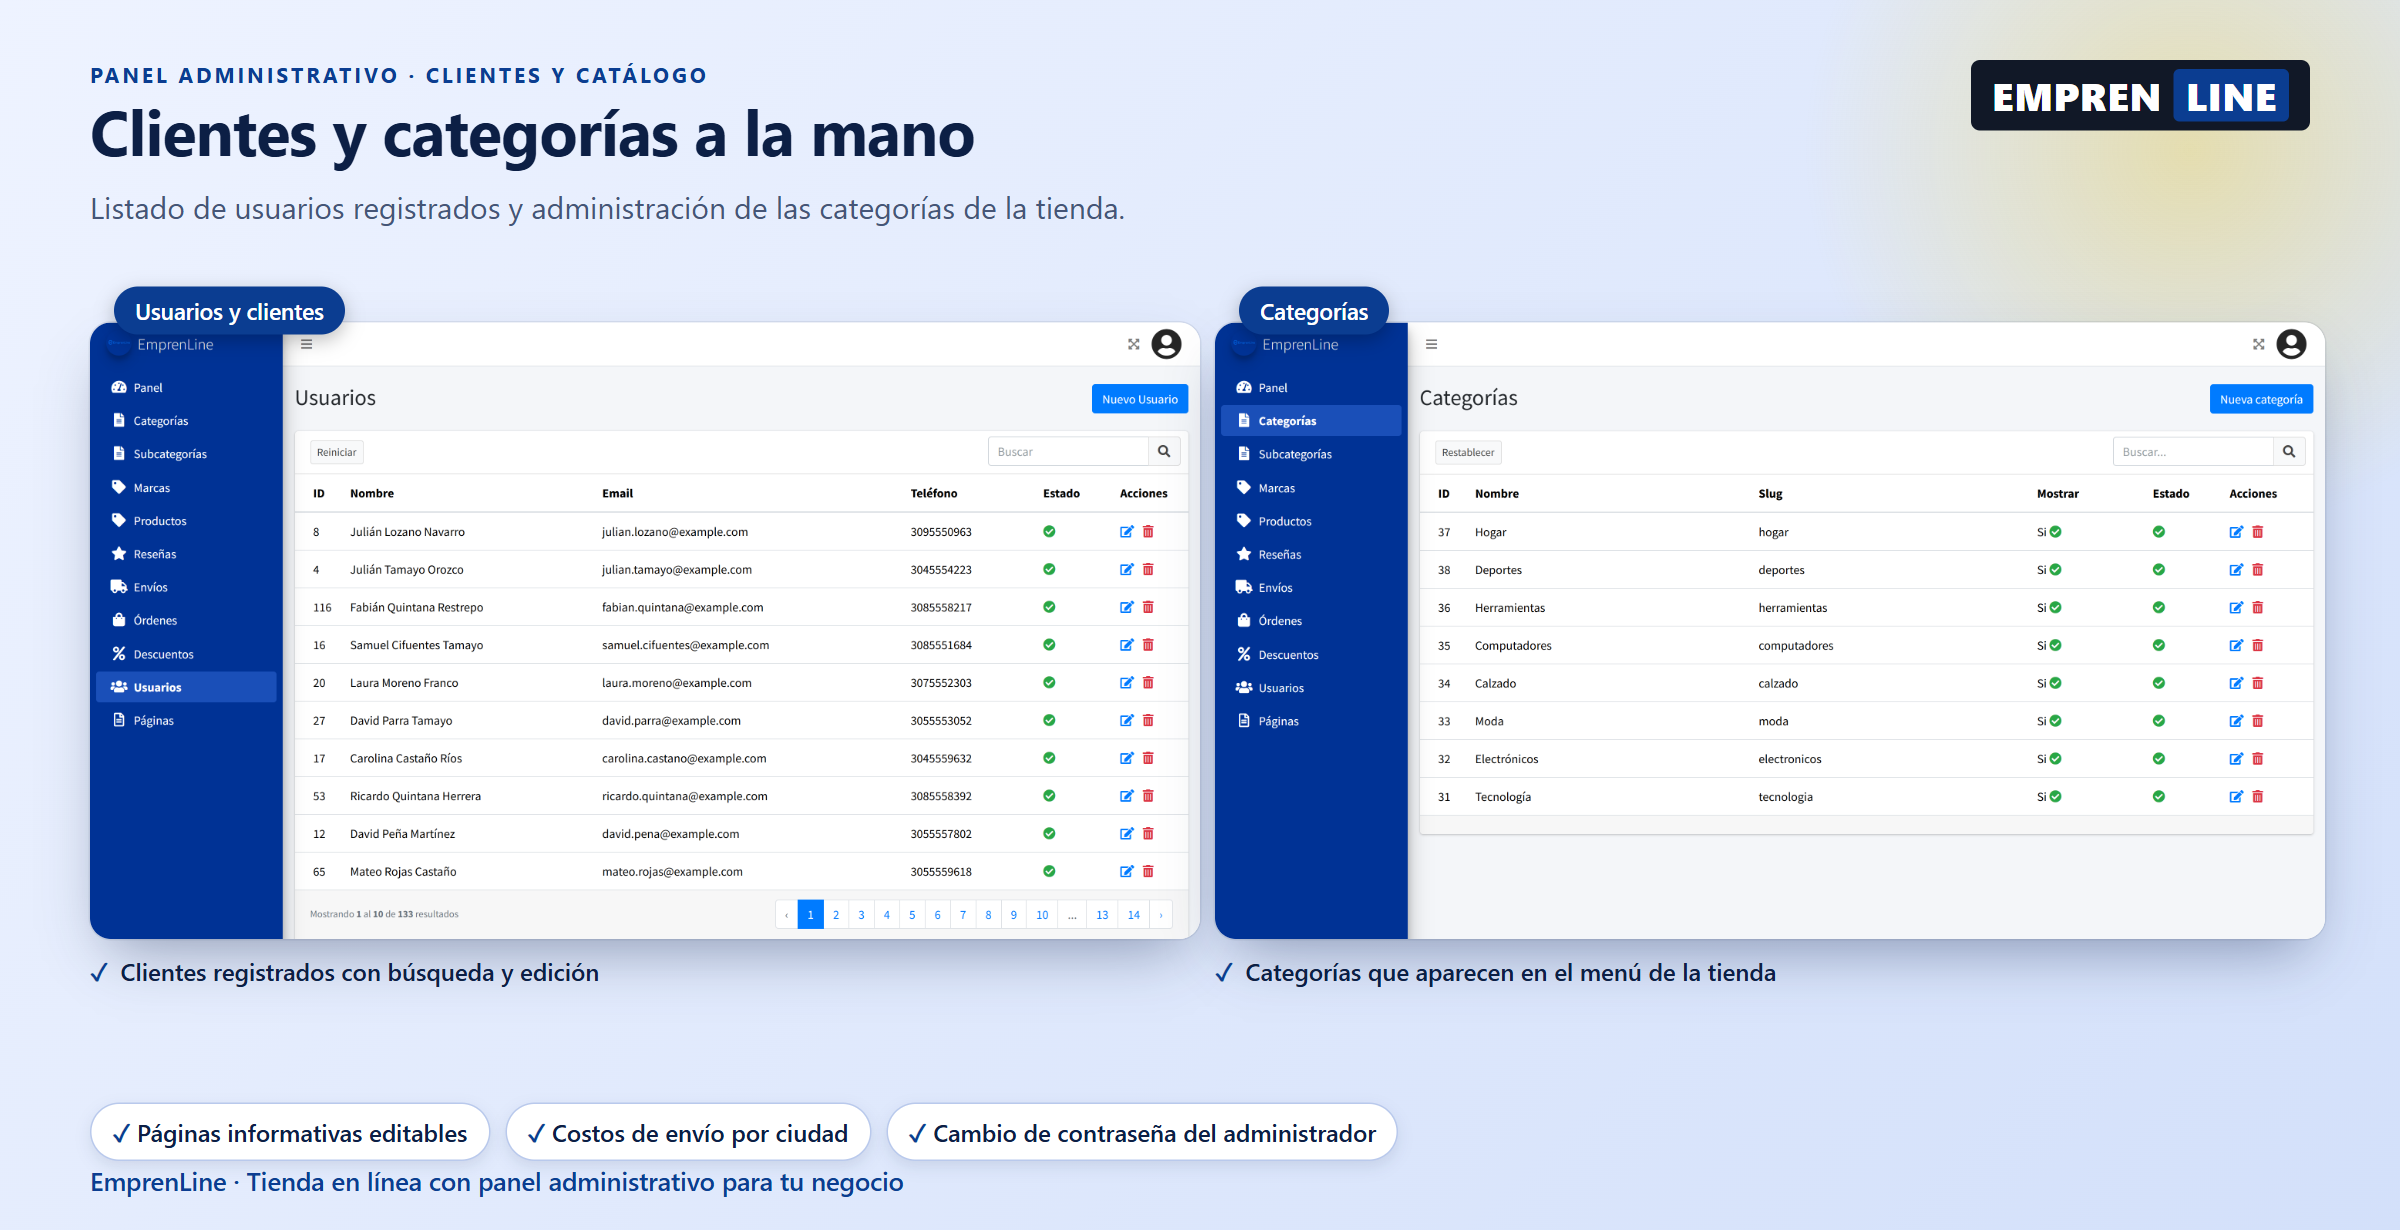 PANEL ADMINISTRATIVO · CLIENTES Y CATÁLOGO
Clientes y categorías a la mano
Listado de usuarios registrados y administración de las categorías de la tienda.
EMPREN LINE
Usuarios y clientes
EmprenLine
Panel
Categorías
Subcategorías
Marcas
Productos
Reseñas
Envíos
Órdenes
Descuentos
Usuarios
Páginas
Usuarios
Nuevo Usuario
Reiniciar
Buscar
ID Nombre Email Teléfono Estado Acciones
8 Julián Lozano Navarro julian.lozano@example.com 3095550963
4 Julián Tamayo Orozco julian.tamayo@example.com 3045554223
116 Fabián Quintana Restrepo fabian.quintana@example.com 3085558217
16 Samuel Cifuentes Tamayo samuel.cifuentes@example.com 3085551684
20 Laura Moreno Franco laura.moreno@example.com 3075552303
27 David Parra Tamayo david.parra@example.com 3055553052
17 Carolina Castaño Ríos carolina.castano@example.com 3045559632
53 Ricardo Quintana Herrera ricardo.quintana@example.com 3085558392
12 David Peña Martínez david.pena@example.com 3055557802
65 Mateo Rojas Castaño mateo.rojas@example.com 3055559618
Mostrando 1 al 10 de 133 resultados
‹ 1 2 3 4 5 6 7 8 9 10 ... 13 14 ›
✓ Clientes registrados con búsqueda y edición
Categorías
EmprenLine
Panel
Categorías
Subcategorías
Marcas
Productos
Reseñas
Envíos
Órdenes
Descuentos
Usuarios
Páginas
Categorías
Nueva categoría
Restablecer
Buscar...
ID Nombre Slug Mostrar Estado Acciones
37 Hogar hogar Si
38 Deportes deportes Si
36 Herramientas herramientas Si
35 Computadores computadores Si
34 Calzado calzado Si
33 Moda moda Si
32 Electrónicos electronicos Si
31 Tecnología tecnologia Si
✓ Categorías que aparecen en el menú de la tienda
✓ Páginas informativas editables
✓ Costos de envío por ciudad
✓ Cambio de contraseña del administrador
EmprenLine · Tienda en línea con panel administrativo para tu negocio